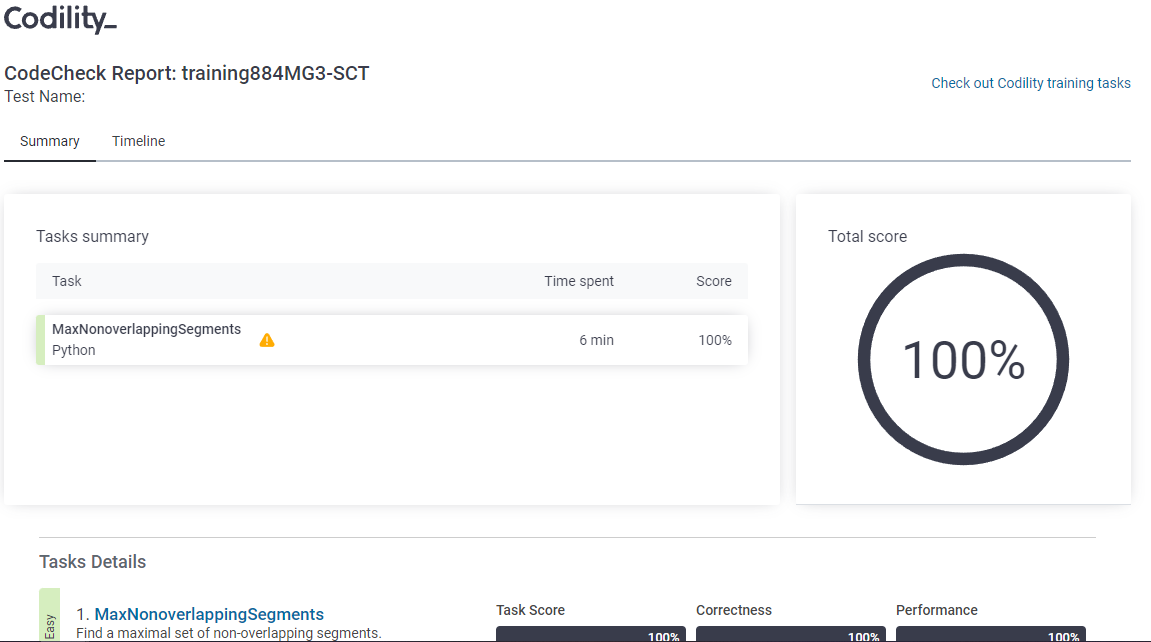 Codility_
CodeCheck Report: training884MG3-SCT
Test Name:
Check out Codility training tasks
Summary Timeline
Tasks summary
Task Time spent Score
MaxNonoverlappingSegments
Python
6 min 100%
Total score
100%
Tasks Details
Easy
1. MaxNonoverlappingSegments
Find a maximal set of non-overlapping segments.
Task Score Correctness Performance
100% 100% 100%